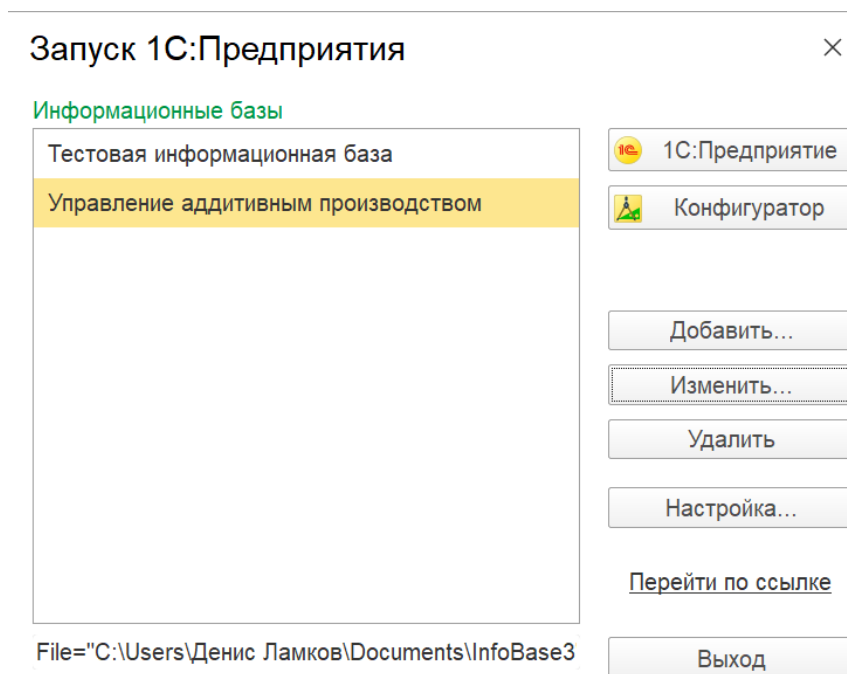 Запуск 1С:Предприятия
Информационные базы
Тестовая информационная база
Управление аддитивным производством
1С:Предприятие
Конфигуратор
Добавить...
Изменить...
Удалить
Настройка...
Перейти по ссылке
File="C:\Users\Денис Ламков\Documents\InfoBase3
Выход